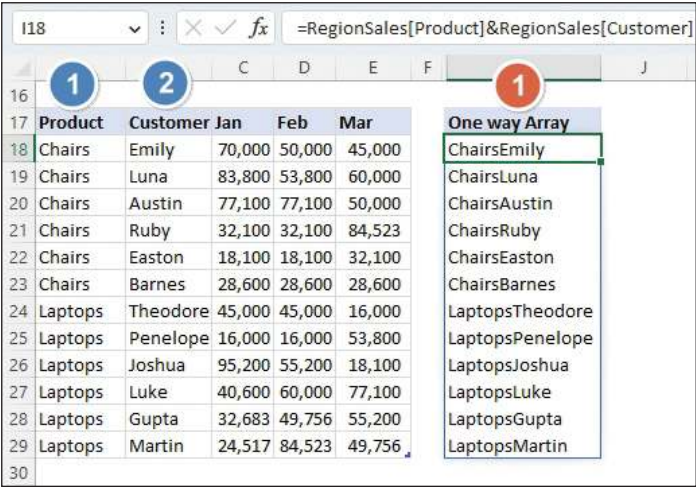 I18 fx =RegionSales[Product]&RegionSales[Customer]
1 2 C D E F 1 J
16
17 Product Customer Jan Feb Mar One way Array
18 Chairs Emily 70,000 50,000 45,000 ChairsEmily
19 Chairs Luna 83,800 53,800 60,000 ChairsLuna
20 Chairs Austin 77,100 77,100 50,000 ChairsAustin
21 Chairs Ruby 32,100 32,100 84,523 ChairsRuby
22 Chairs Easton 18,100 18,100 32,100 ChairsEaston
23 Chairs Barnes 28,600 28,600 28,600 ChairsBarnes
24 Laptops Theodore 45,000 45,000 16,000 LaptopsTheodore
25 Laptops Penelope 16,000 16,000 53,800 LaptopsPenelope
26 Laptops Joshua 95,200 55,200 18,100 LaptopsJoshua
27 Laptops Luke 40,600 60,000 77,100 LaptopsLuke
28 Laptops Gupta 32,683 49,756 55,200 LaptopsGupta
29 Laptops Martin 24,517 84,523 49,756 LaptopsMartin
30